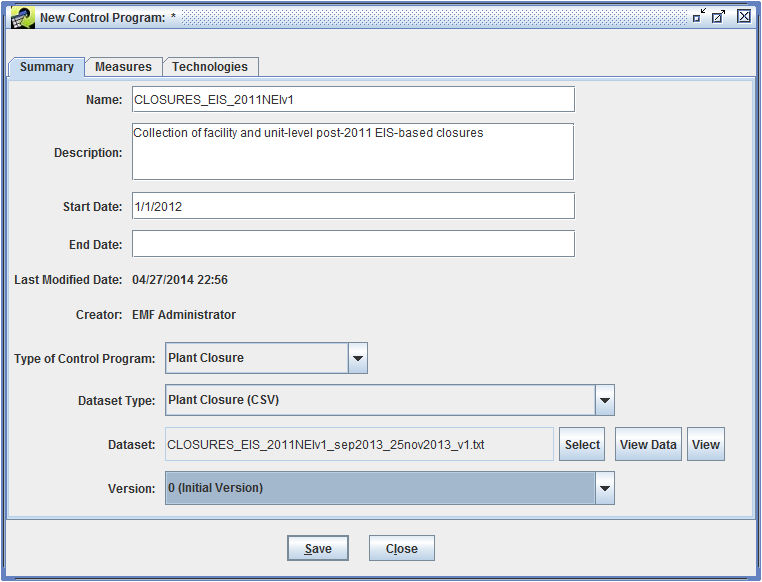 New Control Program: *
Summary Measures Technologies
Name: CLOSURES_EIS_2011NEIv1
Description: Collection of facility and unit-level post-2011 EIS-based closures
Start Date: 1/1/2012
End Date:
Last Modified Date: 04/27/2014 22:56
Creator: EMF Administrator
Type of Control Program: Plant Closure
Dataset Type: Plant Closure (CSV)
Dataset: CLOSURES_EIS_2011NEIv1_sep2013_25nov2013_v1.txt Select View Data View
Version: 0 (Initial Version)
Save Close